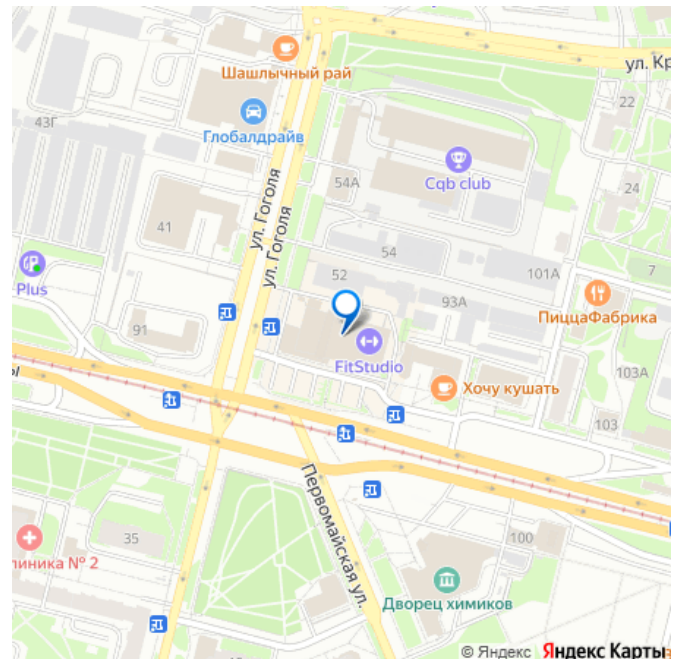 Шашлычный рай
ул. Кр
22
43Г
Глобалдрайв
Cqb club
54А
24
ул. Гоголя
ул. Гоголя
41
54
52
101А
7
Plus
93А
ПиццаФабрика
91
FitStudio
103А
ы
Хочу кушать
103
Первомайская ул.
35
100
линика № 2
Дворец химиков
© Яндекс Яндекс Карты